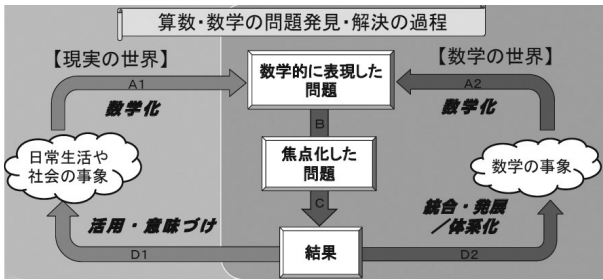 算数・数学の問題発見・解決の過程
【現実の世界】
【数学の世界】
A1
数学化
数学的に表現した
問題
A2
数学化
B
日常生活や
社会の事象
焦点化した
問題
数学の事象
C
活用・意味づけ
統合・発展
／体系化
D1
結果
D2